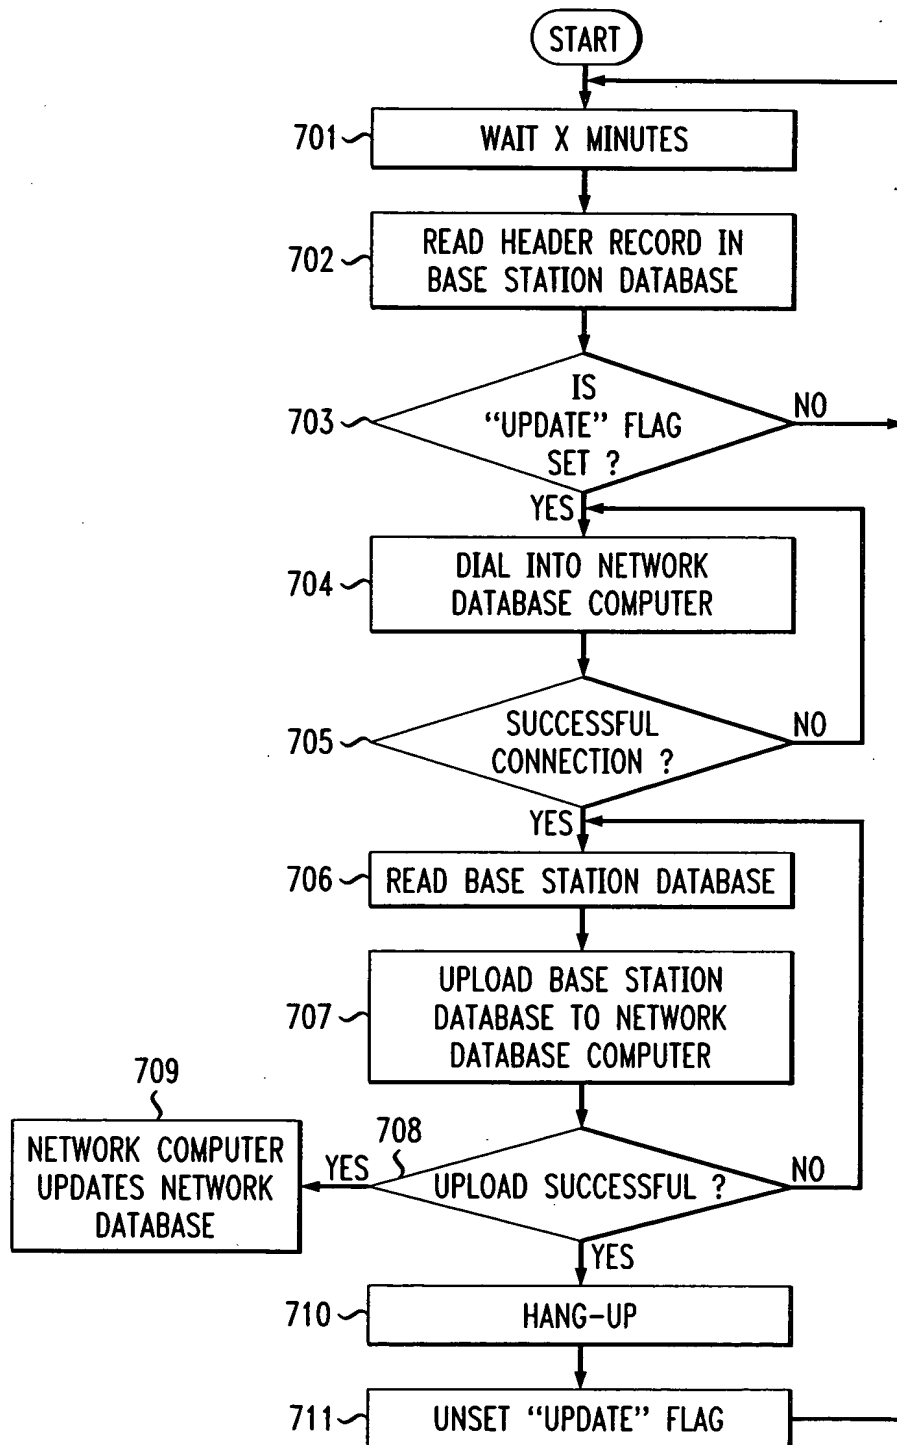 START
701
WAIT X MINUTES
702
READ HEADER RECORD IN
BASE STATION DATABASE
703
IS
"UPDATE" FLAG
SET ?
NO
YES
704
DIAL INTO NETWORK
DATABASE COMPUTER
705
SUCCESSFUL
CONNECTION ?
NO
YES
706
READ BASE STATION DATABASE
707
UPLOAD BASE STATION
DATABASE TO NETWORK
DATABASE COMPUTER
709
NETWORK COMPUTER
UPDATES NETWORK
DATABASE
YES
708
UPLOAD SUCCESSFUL ?
NO
YES
710
HANG-UP
711
UNSET "UPDATE" FLAG